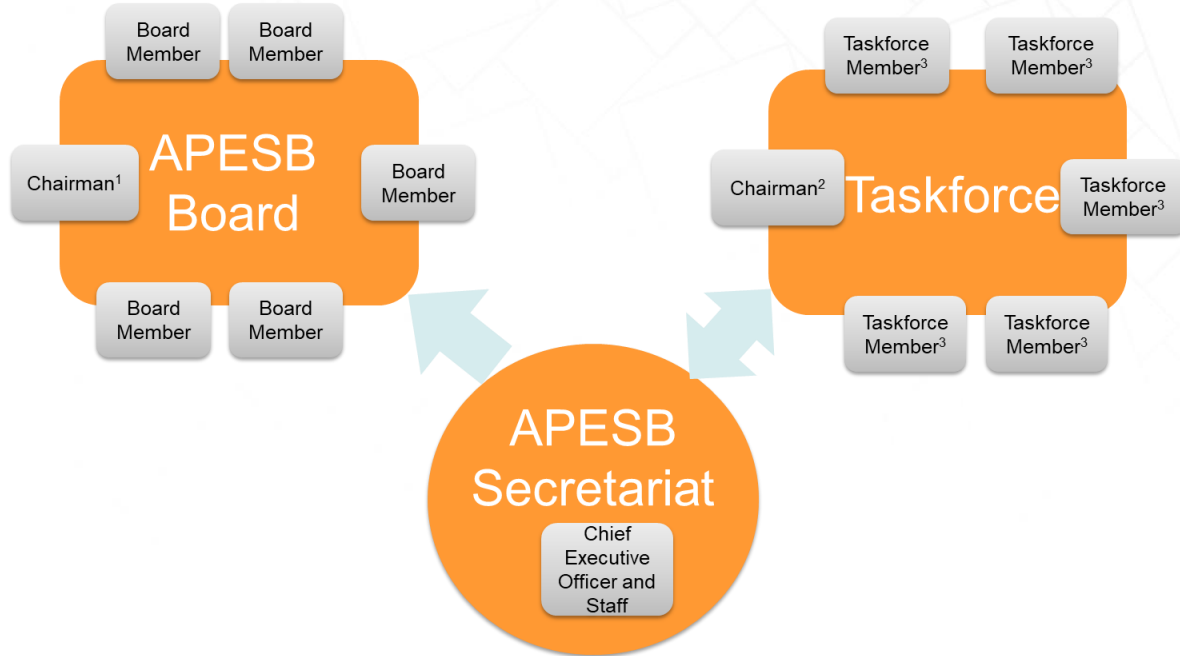 Board
Member
Board
Member
APESB
Board
Chairman¹
Board
Member
Board
Member
Board
Member
Taskforce
Member³
Taskforce
Member³
Chairman²
Taskforce
Taskforce
Member³
Taskforce
Member³
Taskforce
Member³
APESB
Secretariat
Chief
Executive
Officer and
Staff